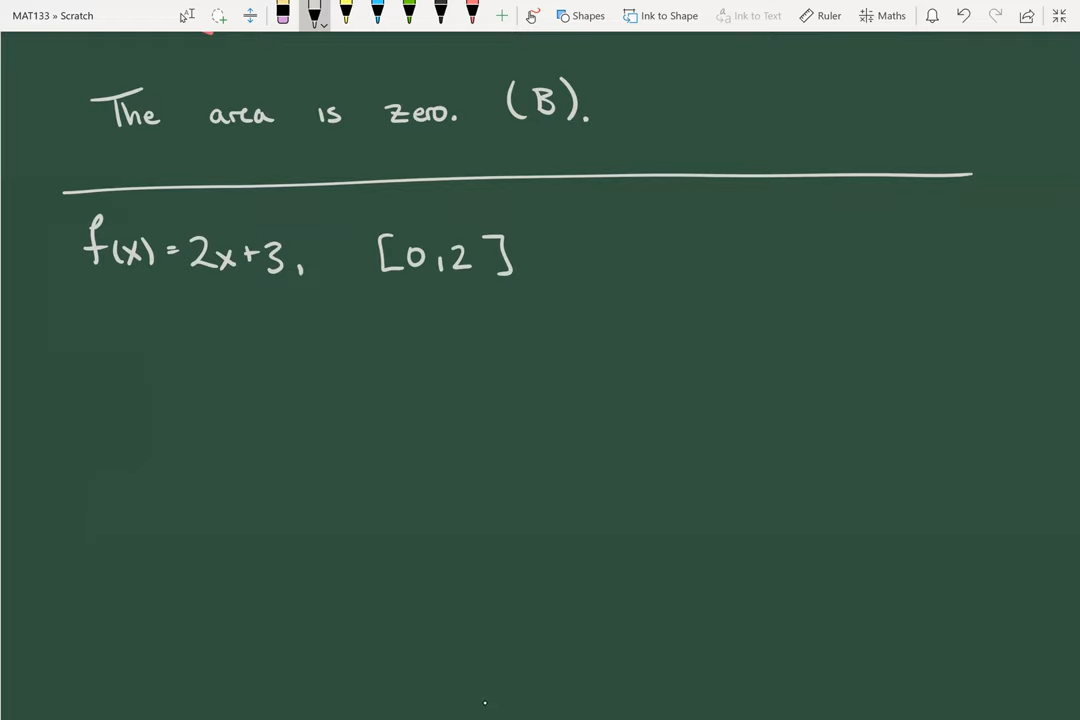 MAT133 » Scratch
Shapes Ink to Shape Ink to Text Ruler Maths
The area is zero. (B).
f(x) = 2x+3, [0,2]